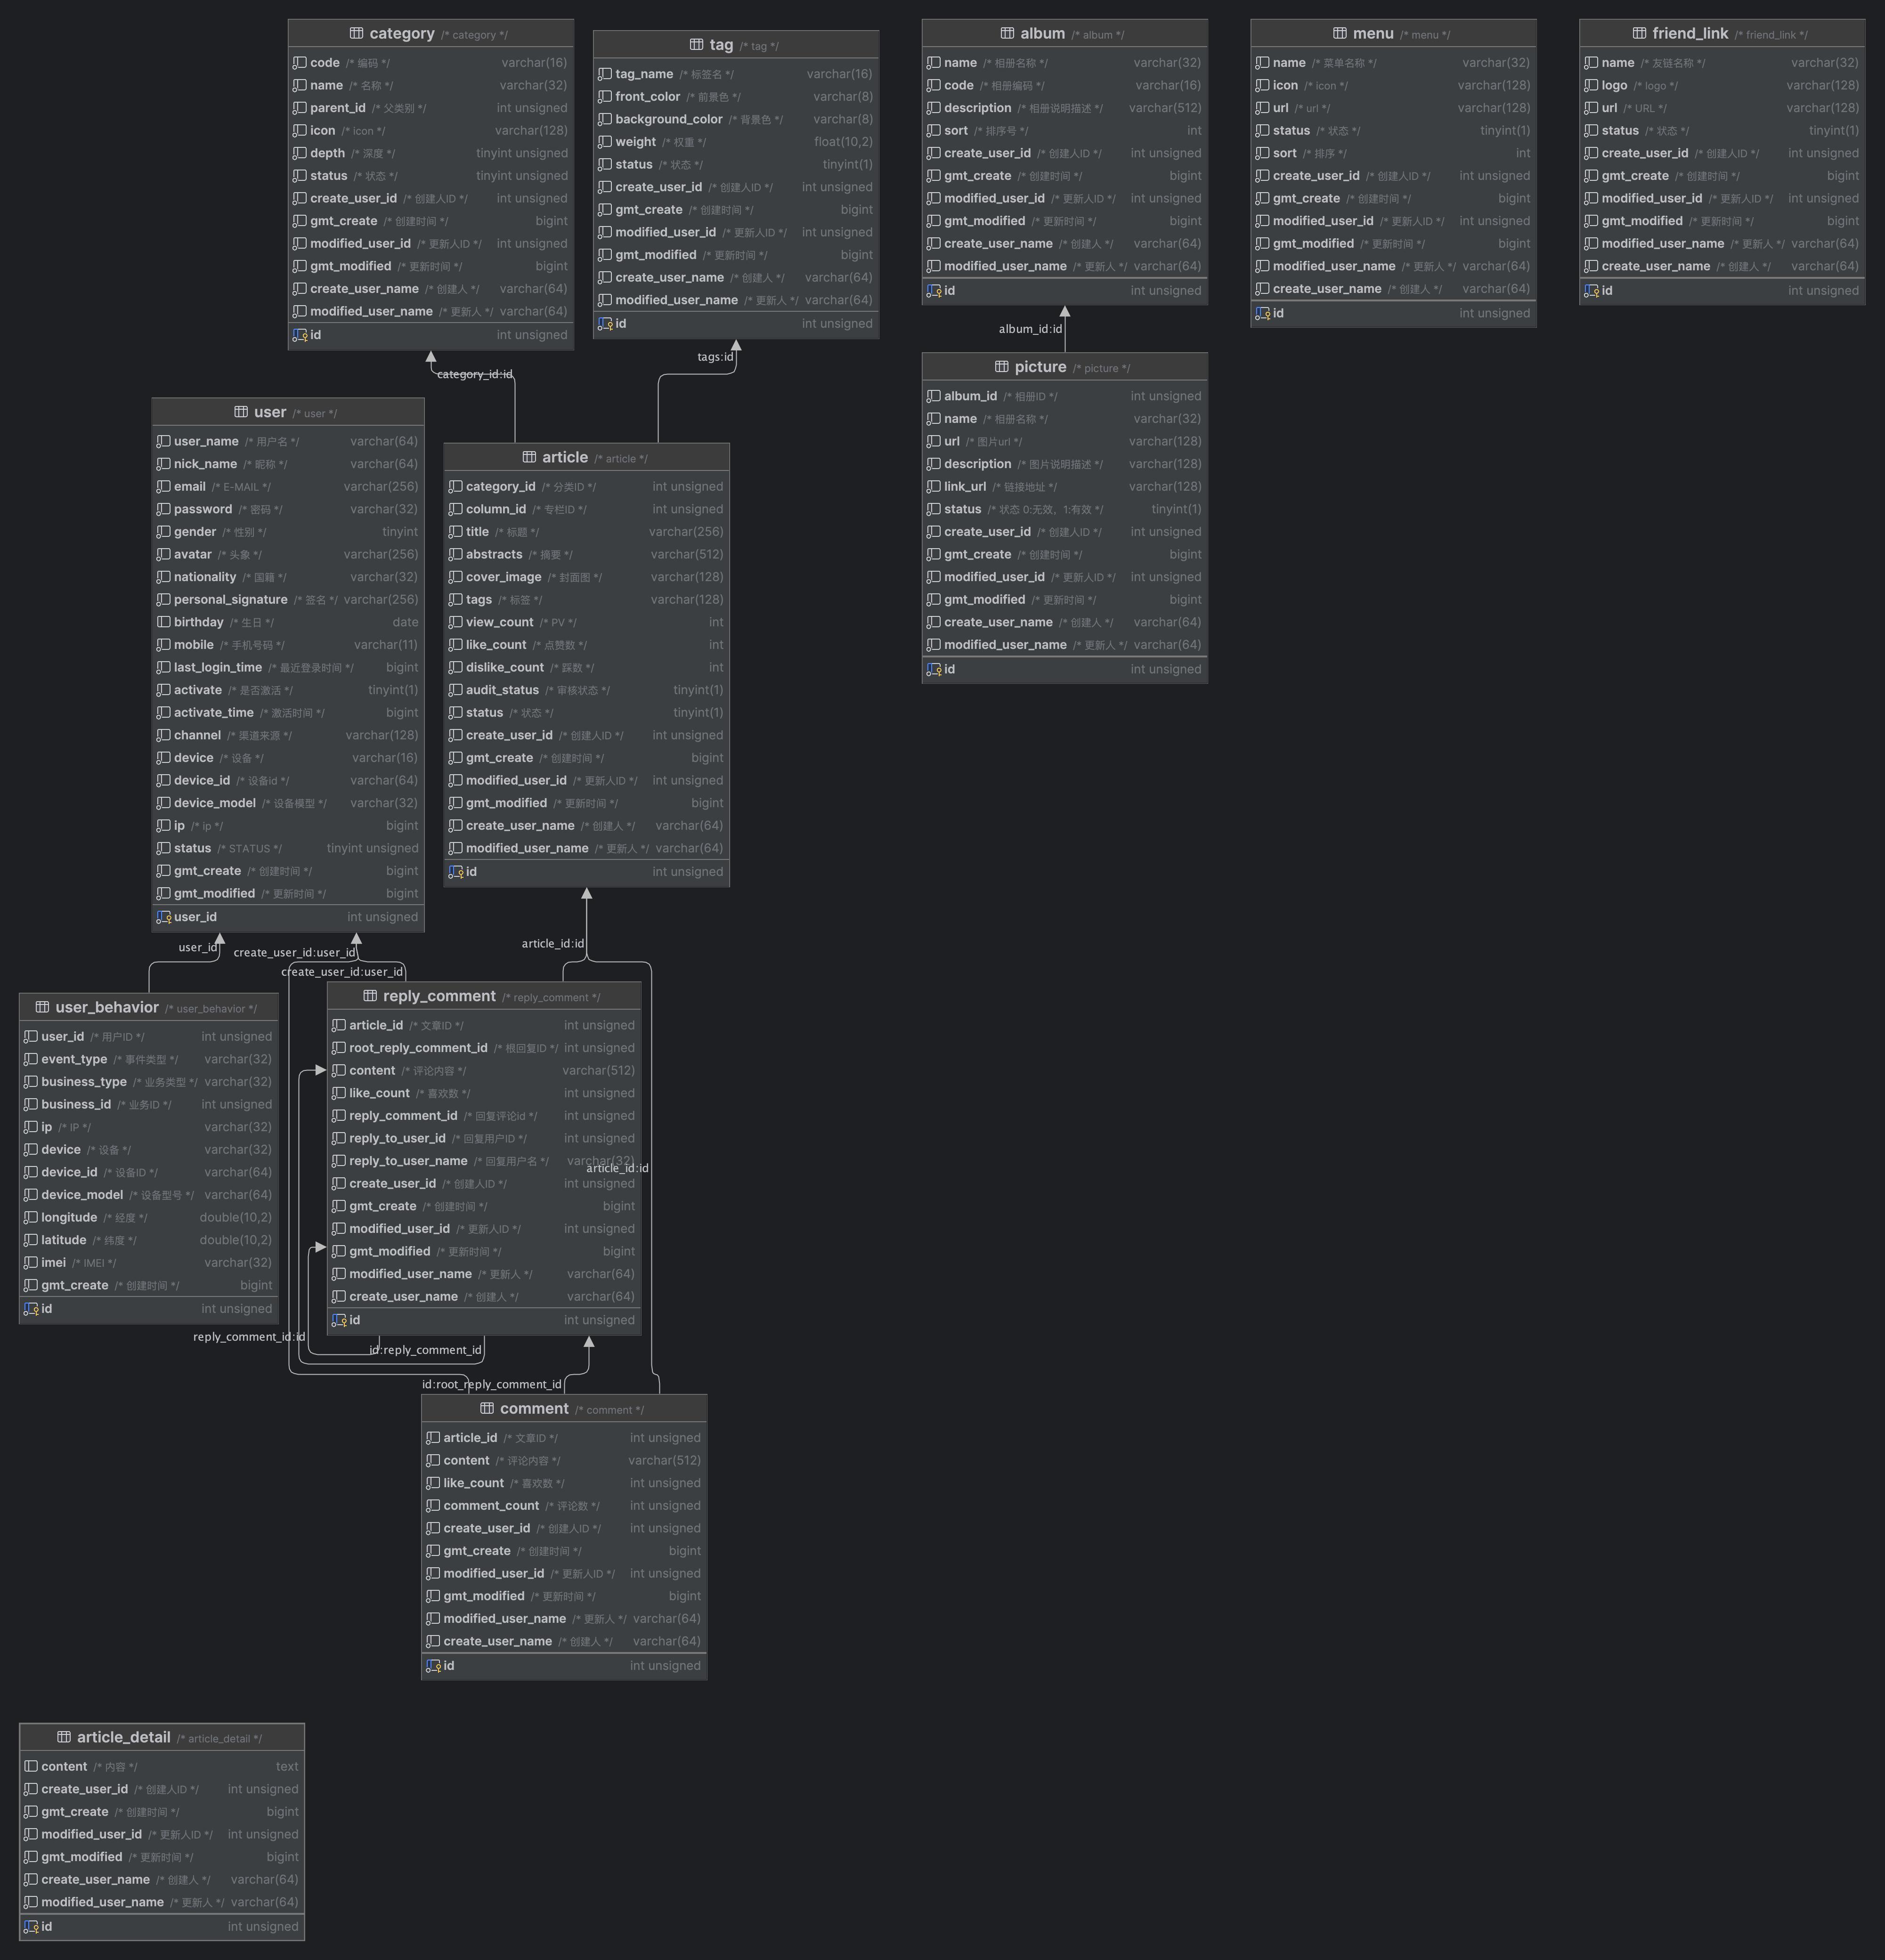 category /* category */
code /* 编码 */ varchar(16)
name /* 名称 */ varchar(32)
parent_id /* 父类别 */ int unsigned
icon /* icon */ varchar(128)
depth /* 深度 */ tinyint unsigned
status /* 状态 */ tinyint unsigned
create_user_id /* 创建人ID */ int unsigned
gmt_create /* 创建时间 */ bigint
modified_user_id /* 更新人ID */ int unsigned
gmt_modified /* 更新时间 */ bigint
create_user_name /* 创建人 */ varchar(64)
modified_user_name /* 更新人 */ varchar(64)
id int unsigned
tag /* tag */
tag_name /* 标签名 */ varchar(16)
front_color /* 前景色 */ varchar(8)
background_color /* 背景色 */ varchar(8)
weight /* 权重 */ float(10,2)
status /* 状态 */ tinyint(1)
create_user_id /* 创建人ID */ int unsigned
gmt_create /* 创建时间 */ bigint
modified_user_id /* 更新人ID */ int unsigned
gmt_modified /* 更新时间 */ bigint
create_user_name /* 创建人 */ varchar(64)
modified_user_name /* 更新人 */ varchar(64)
id int unsigned
album /* album */
name /* 相册名称 */ varchar(32)
code /* 相册编码 */ varchar(16)
description /* 相册说明描述 */ varchar(512)
sort /* 排序号 */ int
create_user_id /* 创建人ID */ int unsigned
gmt_create /* 创建时间 */ bigint
modified_user_id /* 更新人ID */ int unsigned
gmt_modified /* 更新时间 */ bigint
create_user_name /* 创建人 */ varchar(64)
modified_user_name /* 更新人 */ varchar(64)
id int unsigned
menu /* menu */
name /* 菜单名称 */ varchar(32)
icon /* icon */ varchar(128)
url /* url */ varchar(128)
status /* 状态 */ tinyint(1)
sort /* 排序 */ int
create_user_id /* 创建人ID */ int unsigned
gmt_create /* 创建时间 */ bigint
modified_user_id /* 更新人ID */ int unsigned
gmt_modified /* 更新时间 */ bigint
modified_user_name /* 更新人 */ varchar(64)
create_user_name /* 创建人 */ varchar(64)
id int unsigned
friend_link /* friend_link */
name /* 友链名称 */ varchar(32)
logo /* logo */ varchar(128)
url /* URL */ varchar(128)
status /* 状态 */ tinyint(1)
create_user_id /* 创建人ID */ int unsigned
gmt_create /* 创建时间 */ bigint
modified_user_id /* 更新人ID */ int unsigned
gmt_modified /* 更新时间 */ bigint
modified_user_name /* 更新人 */ varchar(64)
create_user_name /* 创建人 */ varchar(64)
id int unsigned
category_id:id
tags:id
album_id:id
user /* user */
user_name /* 用户名 */ varchar(64)
nick_name /* 昵称 */ varchar(64)
email /* E-MAIL */ varchar(256)
password /* 密码 */ varchar(32)
gender /* 性别 */ tinyint
avatar /* 头象 */ varchar(256)
nationality /* 国籍 */ varchar(32)
personal_signature /* 签名 */ varchar(256)
birthday /* 生日 */ date
mobile /* 手机号码 */ varchar(11)
last_login_time /* 最近登录时间 */ bigint
activate /* 是否激活 */ tinyint(1)
activate_time /* 激活时间 */ bigint
channel /* 渠道来源 */ varchar(128)
device /* 设备 */ varchar(16)
device_id /* 设备id */ varchar(64)
device_model /* 设备模型 */ varchar(32)
ip /* ip */ bigint
status /* STATUS */ tinyint unsigned
gmt_create /* 创建时间 */ bigint
gmt_modified /* 更新时间 */ bigint
user_id int unsigned
article /* article */
category_id /* 分类ID */ int unsigned
column_id /* 专栏ID */ int unsigned
title /* 标题 */ varchar(256)
abstracts /* 摘要 */ varchar(512)
cover_image /* 封面图 */ varchar(128)
tags /* 标签 */ varchar(128)
view_count /* PV */ int
like_count /* 点赞数 */ int
dislike_count /* 踩数 */ int
audit_status /* 审核状态 */ tinyint(1)
status /* 状态 */ tinyint(1)
create_user_id /* 创建人ID */ int unsigned
gmt_create /* 创建时间 */ bigint
modified_user_id /* 更新人ID */ int unsigned
gmt_modified /* 更新时间 */ bigint
create_user_name /* 创建人 */ varchar(64)
modified_user_name /* 更新人 */ varchar(64)
id int unsigned
picture /* picture */
album_id /* 相册ID */ int unsigned
name /* 相册名称 */ varchar(32)
url /* 图片url */ varchar(128)
description /* 图片说明描述 */ varchar(128)
link_url /* 链接地址 */ varchar(128)
status /* 状态 0:无效，1:有效 */ tinyint(1)
create_user_id /* 创建人ID */ int unsigned
gmt_create /* 创建时间 */ bigint
modified_user_id /* 更新人ID */ int unsigned
gmt_modified /* 更新时间 */ bigint
create_user_name /* 创建人 */ varchar(64)
modified_user_name /* 更新人 */ varchar(64)
id int unsigned
user_id
create_user_id:user_id
create_user_id:user_id
article_id:id
user_behavior /* user_behavior */
user_id /* 用户ID */ int unsigned
event_type /* 事件类型 */ varchar(32)
business_type /* 业务类型 */ varchar(32)
business_id /* 业务ID */ int unsigned
ip /* IP */ varchar(32)
device /* 设备 */ varchar(32)
device_id /* 设备ID */ varchar(64)
device_model /* 设备型号 */ varchar(64)
longitude /* 经度 */ double(10,2)
latitude /* 纬度 */ double(10,2)
imei /* IMEI */ varchar(32)
gmt_create /* 创建时间 */ bigint
id int unsigned
reply_comment /* reply_comment */
article_id /* 文章ID */ int unsigned
root_reply_comment_id /* 根回复ID */ int unsigned
content /* 评论内容 */ varchar(512)
like_count /* 喜欢数 */ int unsigned
reply_comment_id /* 回复评论id */ int unsigned
reply_to_user_id /* 回复用户ID */ int unsigned
reply_to_user_name /* 回复用户名 */ varchar(32)
article_id:id
create_user_id /* 创建人ID */ int unsigned
gmt_create /* 创建时间 */ bigint
modified_user_id /* 更新人ID */ int unsigned
gmt_modified /* 更新时间 */ bigint
modified_user_name /* 更新人 */ varchar(64)
create_user_name /* 创建人 */ varchar(64)
id int unsigned
reply_comment_id:id
id:reply_comment_id
id:root_reply_comment_id
comment /* comment */
article_id /* 文章ID */ int unsigned
content /* 评论内容 */ varchar(512)
like_count /* 喜欢数 */ int unsigned
comment_count /* 评论数 */ int unsigned
create_user_id /* 创建人ID */ int unsigned
gmt_create /* 创建时间 */ bigint
modified_user_id /* 更新人ID */ int unsigned
gmt_modified /* 更新时间 */ bigint
modified_user_name /* 更新人 */ varchar(64)
create_user_name /* 创建人 */ varchar(64)
id int unsigned
article_detail /* article_detail */
content /* 内容 */ text
create_user_id /* 创建人ID */ int unsigned
gmt_create /* 创建时间 */ bigint
modified_user_id /* 更新人ID */ int unsigned
gmt_modified /* 更新时间 */ bigint
create_user_name /* 创建人 */ varchar(64)
modified_user_name /* 更新人 */ varchar(64)
id int unsigned